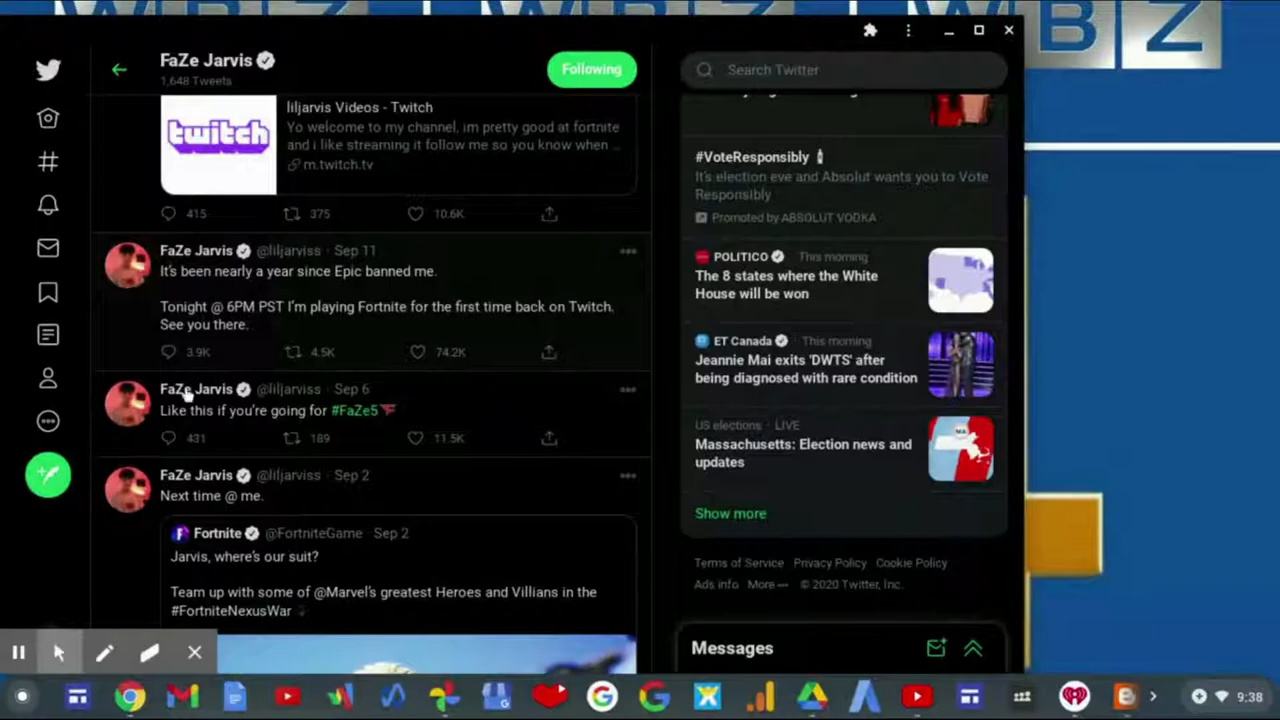 WBZ
FaZe Jarvis
1,648 Tweets
Following
Search Twitter
twitch
liljarvis Videos - Twitch
Yo welcome to my channel, im pretty good at fortnite
and i like streaming it follow me so you know when ...
m.twitch.tv
415 375 10.6K
FaZe Jarvis @liljarviss · Sep 11
It's been nearly a year since Epic banned me.
Tonight @ 6PM PST I'm playing Fortnite for the first time back on Twitch.
See you there.
3.9K 4.5K 74.2K
FaZe Jarvis @liljarviss · Sep 6
Like this if you're going for #FaZe5
431 189 11.5K
FaZe Jarvis @liljarviss · Sep 2
Next time @ me.
Fortnite @FortniteGame · Sep 2
Jarvis, where's our suit?
Team up with some of @Marvel's greatest Heroes and Villians in the
#FortniteNexusWar
#VoteResponsibly
It's election eve and Absolut wants you to Vote
Responsibly
Promoted by ABSOLUT VODKA
POLITICO · This morning
The 8 states where the White
House will be won
ET Canada · This morning
Jeannie Mai exits 'DWTS' after
being diagnosed with rare condition
US elections · LIVE
Massachusetts: Election news and
updates
MA
Show more
Terms of Service Privacy Policy Cookie Policy
Ads info More ··· © 2020 Twitter, Inc.
Messages
9:38